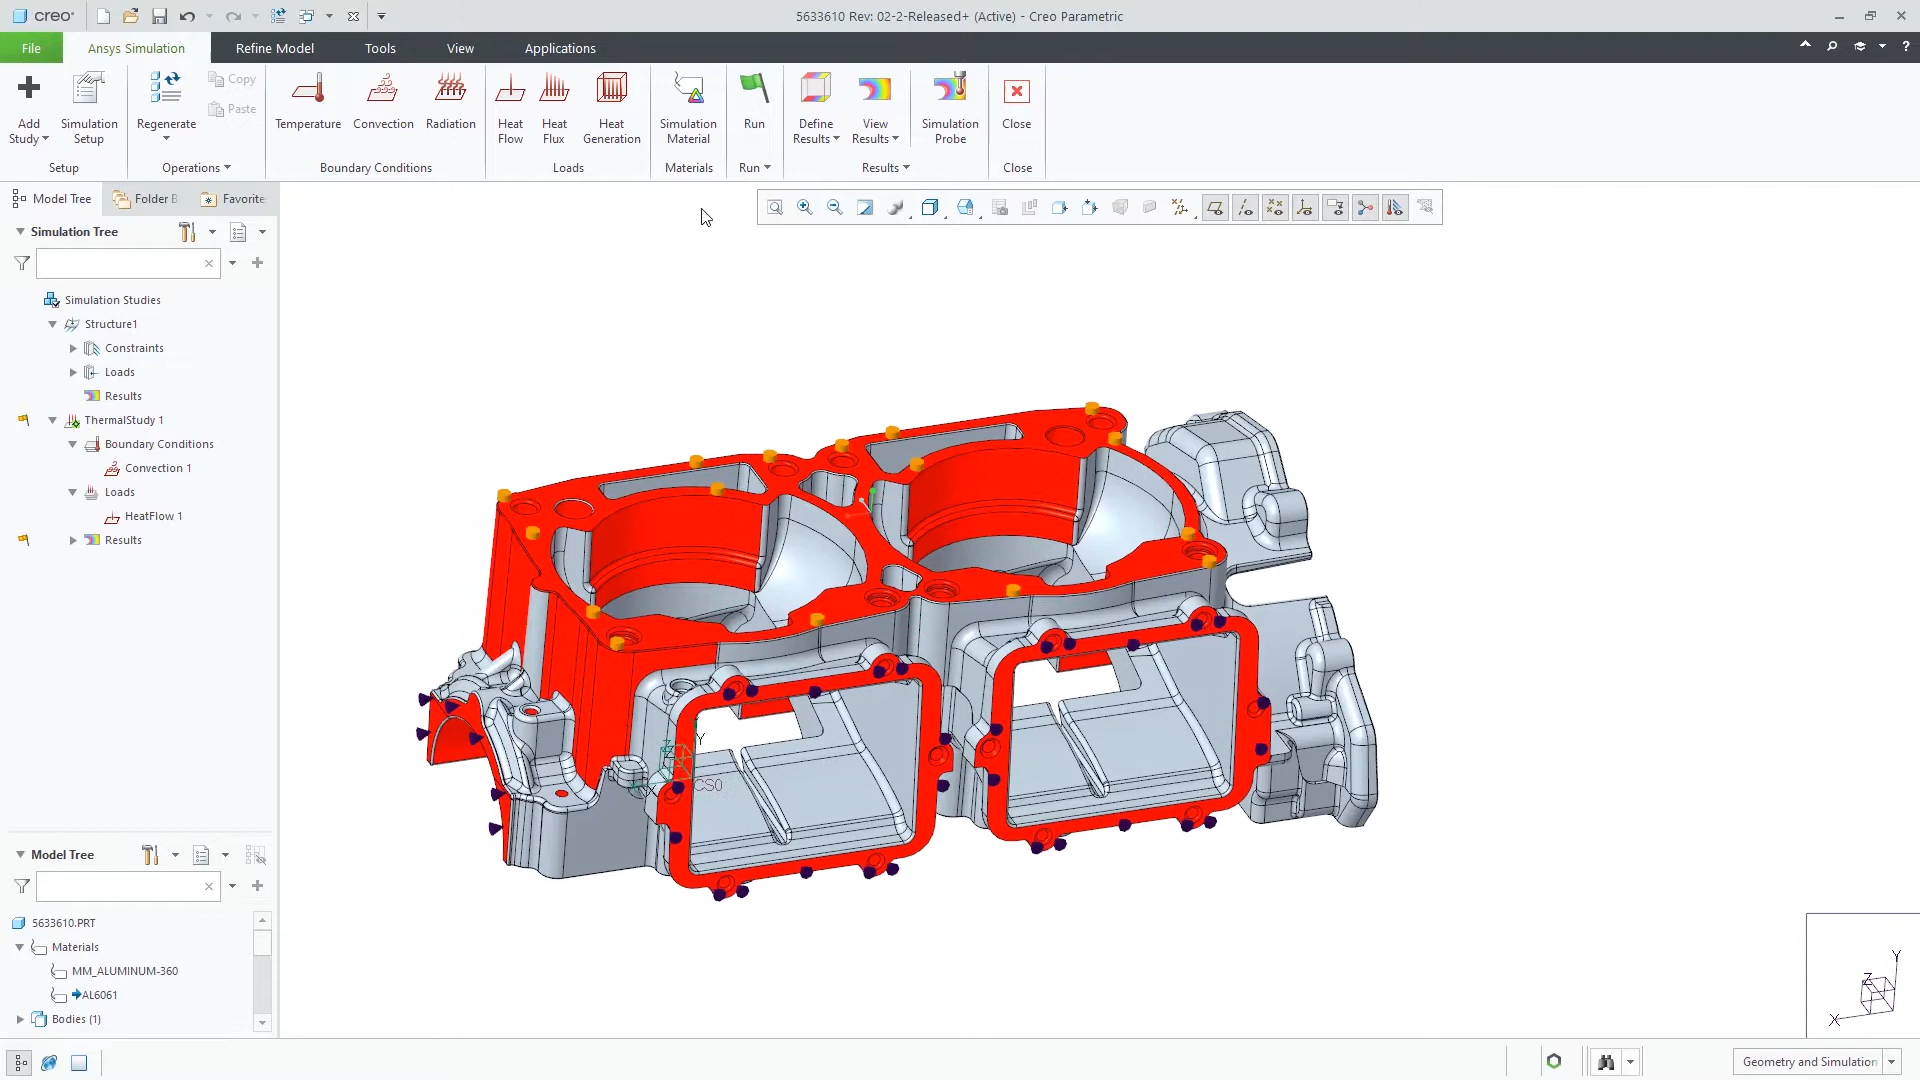 creo
5633610 Rev: 02-2-Released+ (Active) - Creo Parametric
File Ansys Simulation Refine Model Tools View Applications
Add Study
Simulation Setup
Setup
Regenerate
Copy
Paste
Operations
Temperature
Convection
Radiation
Boundary Conditions
Heat Flow
Heat Flux
Heat Generation
Loads
Simulation Material
Materials
Run
Run
Define Results
View Results
Simulation Probe
Results
Close
Close
Model Tree Folder B Favorite
Simulation Tree
Simulation Studies
Structure1
Constraints
Loads
Results
ThermalStudy 1
Boundary Conditions
Convection 1
Loads
HeatFlow 1
Results
Y
Z
X
CS0
Model Tree
5633610.PRT
Materials
MM_ALUMINUM-360
AL6061
Bodies (1)
Y
Z
X
Geometry and Simulation